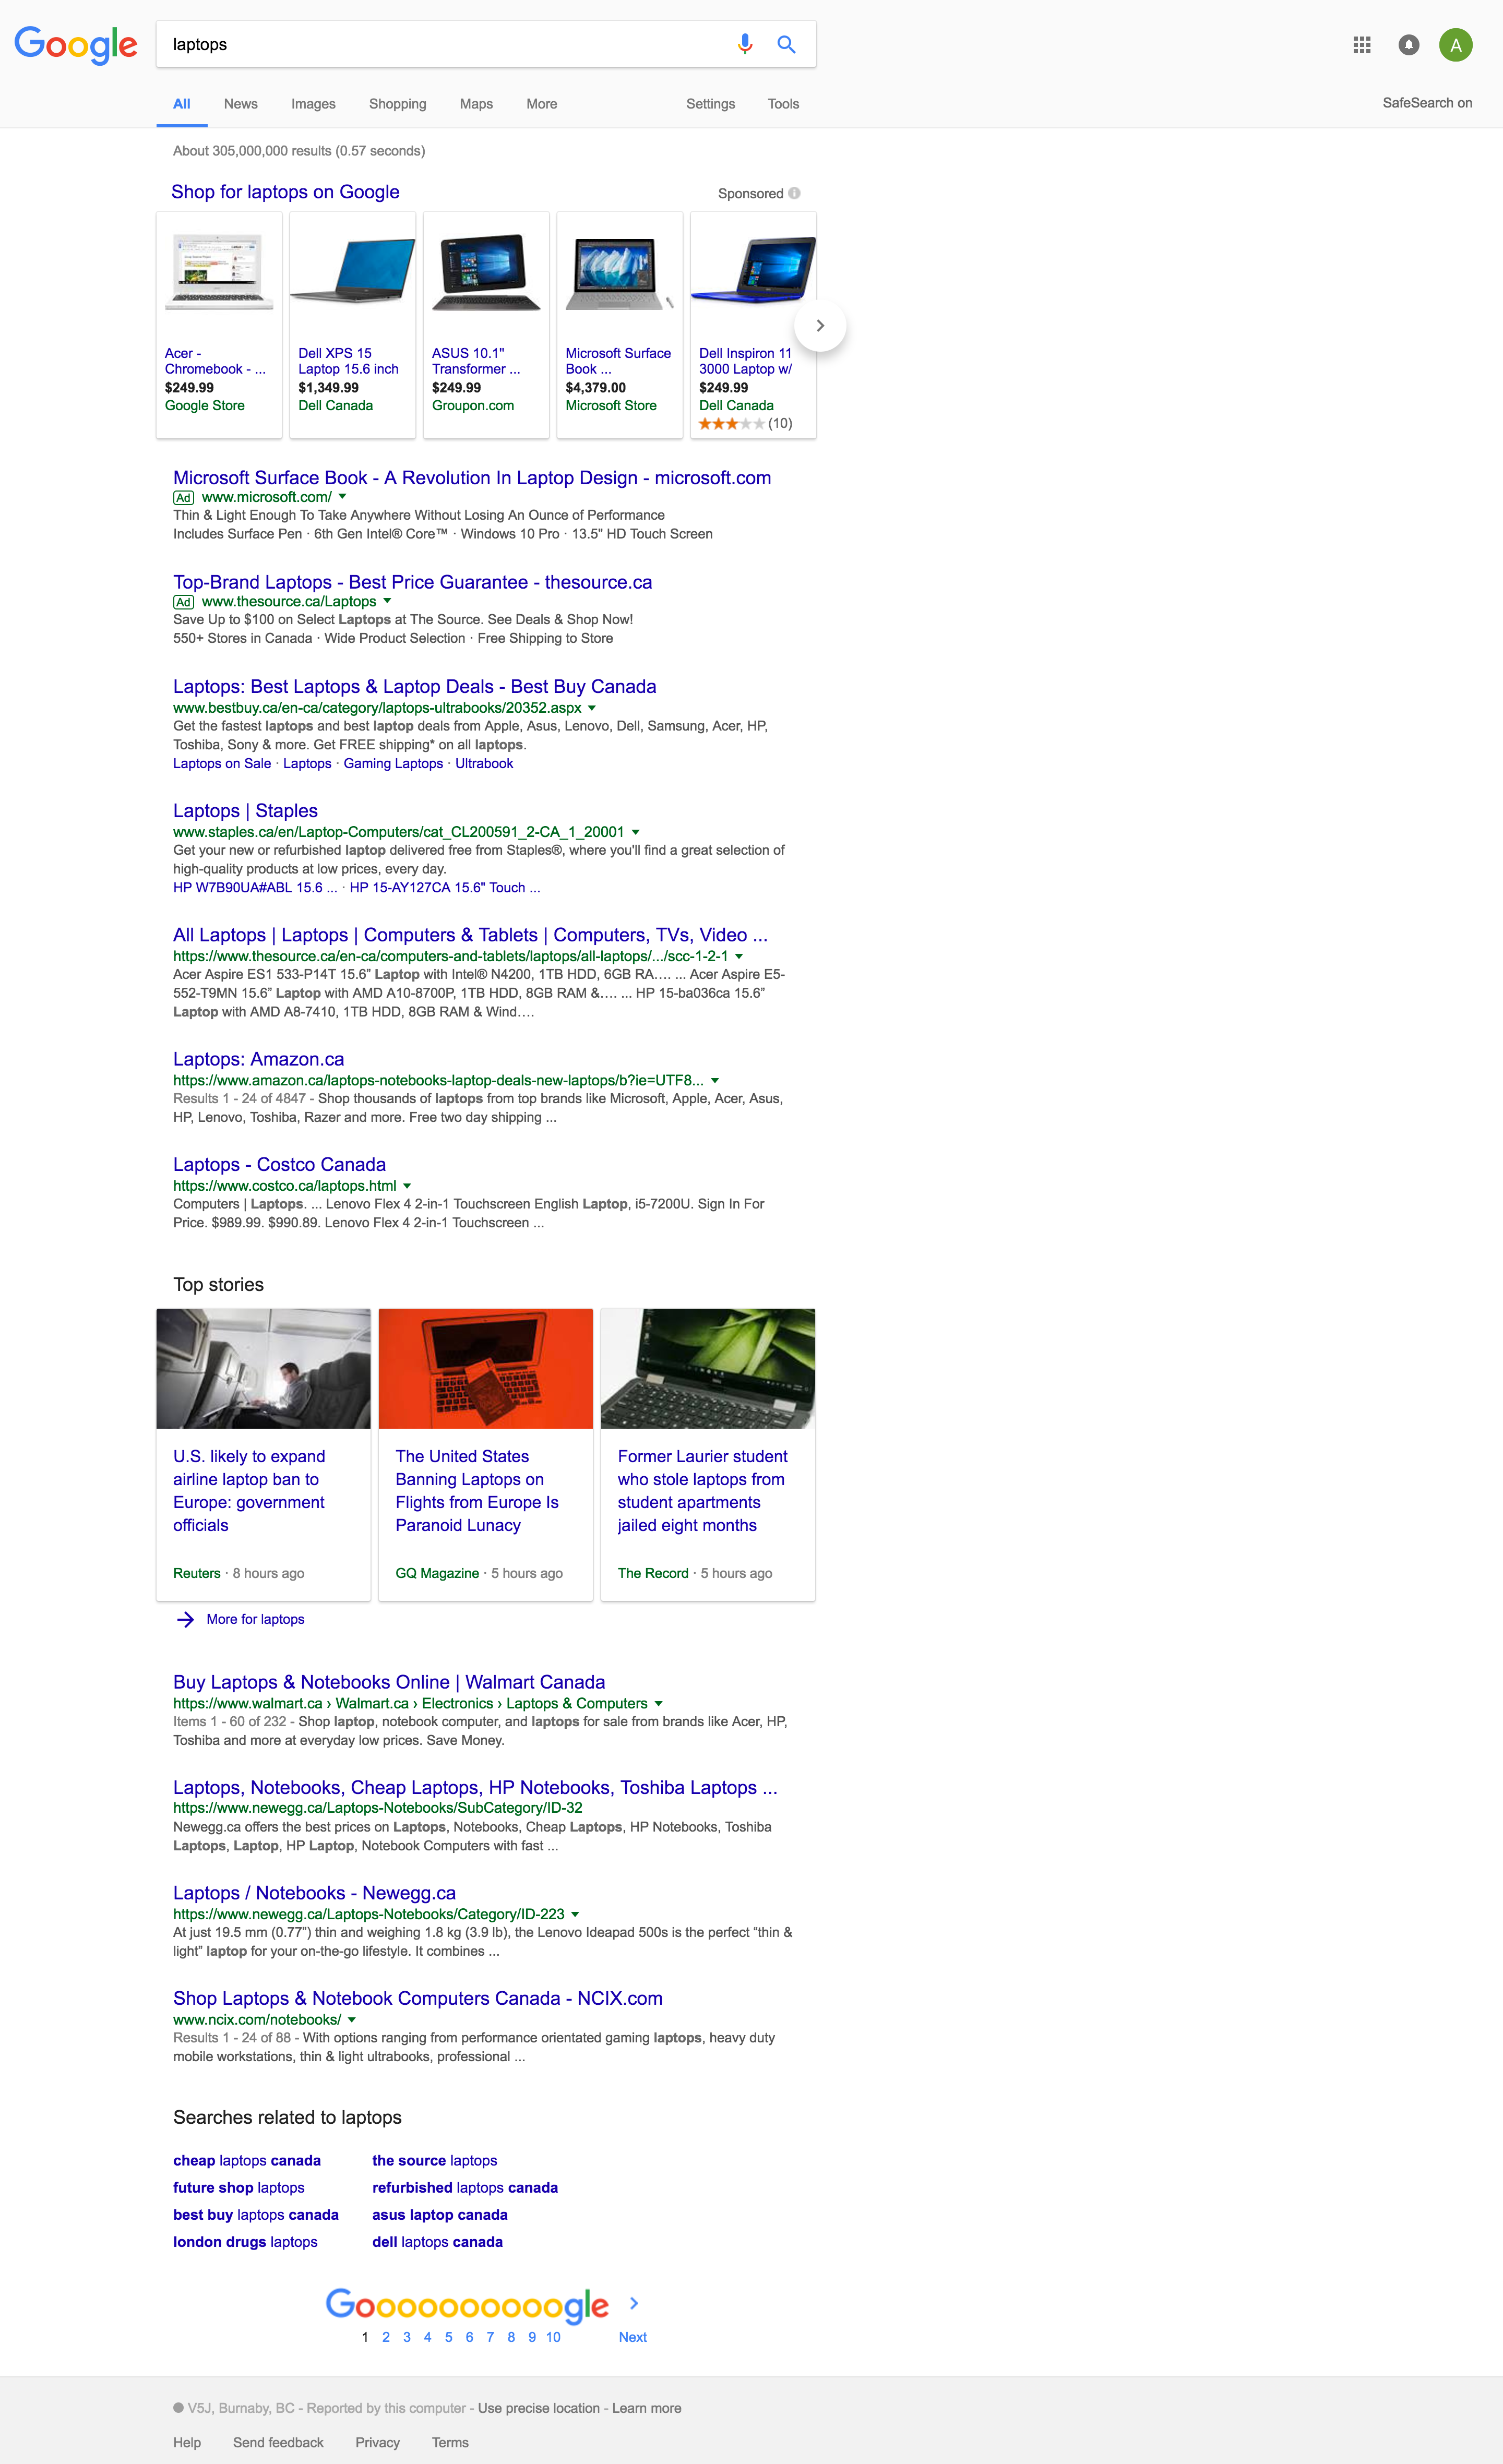 Google
laptops
A
All News Images Shopping Maps More Settings Tools
SafeSearch on
About 305,000,000 results (0.57 seconds)
Shop for laptops on Google
Sponsored
Acer -
Chromebook - ...
$249.99
Google Store
Dell XPS 15
Laptop 15.6 inch
$1,349.99
Dell Canada
ASUS 10.1"
Transformer ...
$249.99
Groupon.com
Microsoft Surface
Book ...
$4,379.00
Microsoft Store
Dell Inspiron 11
3000 Laptop w/
$249.99
Dell Canada
(10)
Microsoft Surface Book - A Revolution In Laptop Design - microsoft.com
Ad www.microsoft.com/
Thin & Light Enough To Take Anywhere Without Losing An Ounce of Performance
Includes Surface Pen · 6th Gen Intel® Core™ · Windows 10 Pro · 13.5" HD Touch Screen
Top-Brand Laptops - Best Price Guarantee - thesource.ca
Ad www.thesource.ca/Laptops
Save Up to $100 on Select Laptops at The Source. See Deals & Shop Now!
550+ Stores in Canada · Wide Product Selection · Free Shipping to Store
Laptops: Best Laptops & Laptop Deals - Best Buy Canada
www.bestbuy.ca/en-ca/category/laptops-ultrabooks/20352.aspx
Get the fastest laptops and best laptop deals from Apple, Asus, Lenovo, Dell, Samsung, Acer, HP,
Toshiba, Sony & more. Get FREE shipping* on all laptops.
Laptops on Sale · Laptops · Gaming Laptops · Ultrabook
Laptops | Staples
www.staples.ca/en/Laptop-Computers/cat_CL200591_2-CA_1_20001
Get your new or refurbished laptop delivered free from Staples®, where you'll find a great selection of
high-quality products at low prices, every day.
HP W7B90UA#ABL 15.6 ... · HP 15-AY127CA 15.6" Touch ...
All Laptops | Laptops | Computers & Tablets | Computers, TVs, Video ...
https://www.thesource.ca/en-ca/computers-and-tablets/laptops/all-laptops/.../scc-1-2-1
Acer Aspire ES1 533-P14T 15.6” Laptop with Intel® N4200, 1TB HDD, 6GB RA.... ... Acer Aspire E5-
552-T9MN 15.6” Laptop with AMD A10-8700P, 1TB HDD, 8GB RAM &.... ... HP 15-ba036ca 15.6”
Laptop with AMD A8-7410, 1TB HDD, 8GB RAM & Wind....
Laptops: Amazon.ca
https://www.amazon.ca/laptops-notebooks-laptop-deals-new-laptops/b?ie=UTF8...
Results 1 - 24 of 4847 - Shop thousands of laptops from top brands like Microsoft, Apple, Acer, Asus,
HP, Lenovo, Toshiba, Razer and more. Free two day shipping ...
Laptops - Costco Canada
https://www.costco.ca/laptops.html
Computers | Laptops. ... Lenovo Flex 4 2-in-1 Touchscreen English Laptop, i5-7200U. Sign In For
Price. $989.99. $990.89. Lenovo Flex 4 2-in-1 Touchscreen ...
Top stories
U.S. likely to expand
airline laptop ban to
Europe: government
officials
Reuters · 8 hours ago
The United States
Banning Laptops on
Flights from Europe Is
Paranoid Lunacy
GQ Magazine · 5 hours ago
Former Laurier student
who stole laptops from
student apartments
jailed eight months
The Record · 5 hours ago
More for laptops
Buy Laptops & Notebooks Online | Walmart Canada
https://www.walmart.ca › Walmart.ca › Electronics › Laptops & Computers
Items 1 - 60 of 232 - Shop laptop, notebook computer, and laptops for sale from brands like Acer, HP,
Toshiba and more at everyday low prices. Save Money.
Laptops, Notebooks, Cheap Laptops, HP Notebooks, Toshiba Laptops ...
https://www.newegg.ca/Laptops-Notebooks/SubCategory/ID-32
Newegg.ca offers the best prices on Laptops, Notebooks, Cheap Laptops, HP Notebooks, Toshiba
Laptops, Laptop, HP Laptop, Notebook Computers with fast ...
Laptops / Notebooks - Newegg.ca
https://www.newegg.ca/Laptops-Notebooks/Category/ID-223
At just 19.5 mm (0.77”) thin and weighing 1.8 kg (3.9 lb), the Lenovo Ideapad 500s is the perfect “thin &
light” laptop for your on-the-go lifestyle. It combines ...
Shop Laptops & Notebook Computers Canada - NCIX.com
www.ncix.com/notebooks/
Results 1 - 24 of 88 - With options ranging from performance orientated gaming laptops, heavy duty
mobile workstations, thin & light ultrabooks, professional ...
Searches related to laptops
cheap laptops canada
future shop laptops
best buy laptops canada
london drugs laptops
the source laptops
refurbished laptops canada
asus laptop canada
dell laptops canada
Goooooooooogle
1 2 3 4 5 6 7 8 9 10 Next
V5J, Burnaby, BC - Reported by this computer - Use precise location - Learn more
Help Send feedback Privacy Terms